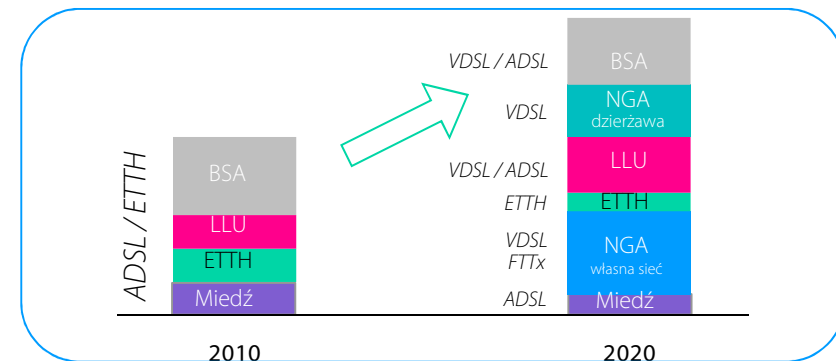 ADSL / ETTH
BSA
LLU
ETTH
Miedź
2010
VDSL / ADSL
VDSL
VDSL / ADSL
ETTH
VDSL
FTTx
ADSL
BSA
NGA
dzierżawa
LLU
ETTH
NGA
własna sieć
Miedź
2020